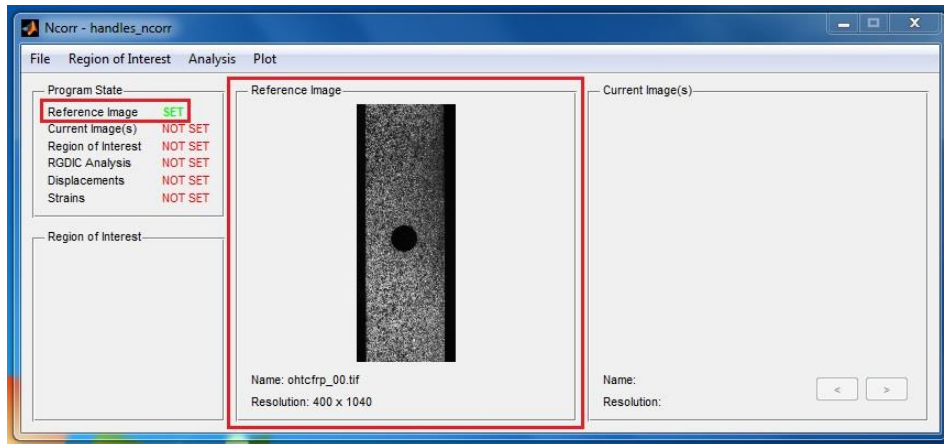 Ncorr - handles_ncorr
File Region of Interest Analysis Plot
Program State
Reference Image SET
Current Image(s) NOT SET
Region of Interest NOT SET
RGDIC Analysis NOT SET
Displacements NOT SET
Strains NOT SET
Region of Interest
Reference Image
Name: ohtcfrp_00.tif
Resolution: 400 x 1040
Current Image(s)
Name:
Resolution:
< >